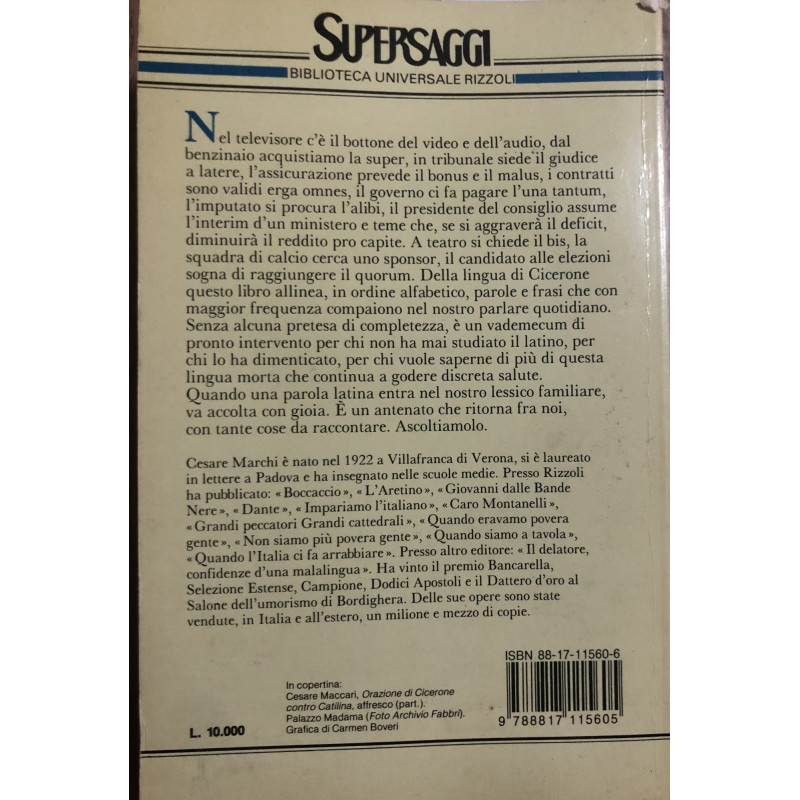 SUPERSAGGI
BIBLIOTECA UNIVERSALE RIZZOLI
Nel televisore c'è il bottone del video e dell'audio, dal
benzinaio acquistiamo la super, in tribunale siede il giudice
a latere, l'assicurazione prevede il bonus e il malus, i contratti
sono validi erga omnes, il governo ci fa pagare l'una tantum,
l'imputato si procura l'alibi, il presidente del consiglio assume
l'interim d'un ministero e teme che, se si aggraverà il deficit,
diminuirà il reddito pro capite. A teatro si chiede il bis, la
squadra di calcio cerca uno sponsor, il candidato alle elezioni
sogna di raggiungere il quorum. Della lingua di Cicerone
questo libro allinea, in ordine alfabetico, parole e frasi che con
maggior frequenza compaiono nel nostro parlare quotidiano.
Senza alcuna pretesa di completezza, è un vademecum di
pronto intervento per chi non ha mai studiato il latino, per
chi lo ha dimenticato, per chi vuole saperne di più di questa
lingua morta che continua a godere discreta salute.
Quando una parola latina entra nel nostro lessico familiare,
va accolta con gioia. È un antenato che ritorna fra noi,
con tante cose da raccontare. Ascoltiamolo.
Cesare Marchi è nato nel 1922 a Villafranca di Verona, si è laureato
in lettere a Padova e ha insegnato nelle scuole medie. Presso Rizzoli
ha pubblicato: «Boccaccio», «L'Aretino», «Giovanni dalle Bande
Nere», «Dante», «Impariamo l'italiano», «Caro Montanelli»,
«Grandi peccatori Grandi cattedrali», «Quando eravamo povera
gente», «Non siamo più povera gente», «Quando siamo a tavola»,
«Quando l'Italia ci fa arrabbiare». Presso altro editore: «Il delatore,
confidenze d'una malalingua». Ha vinto il premio Bancarella,
Selezione Estense, Campione, Dodici Apostoli e il Dattero d'oro al
Salone dell'umorismo di Bordighera. Delle sue opere sono state
vendute, in Italia e all'estero, un milione e mezzo di copie.
ISBN 88-17-11560-6
In copertina:
Cesare Maccari, Orazione di Cicerone
contro Catilina, affresco (part.).
Palazzo Madama (Foto Archivio Fabbri).
Grafica di Carmen Boveri
L. 10.000
9 788817 115605